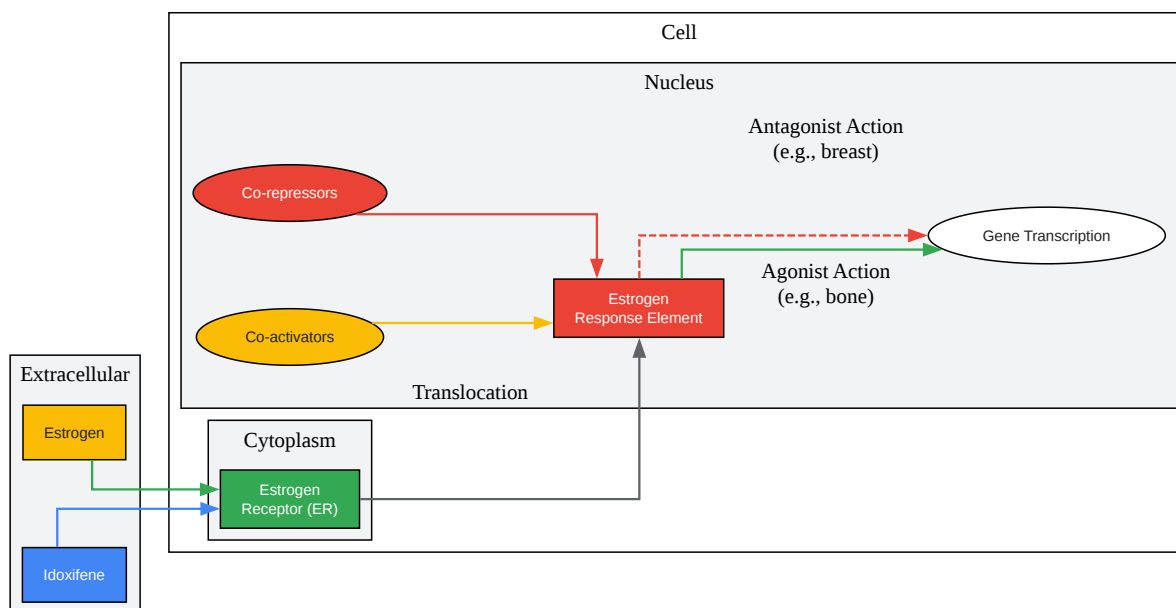 Cell
Nucleus
Antagonist Action
(e.g., breast)
Co-repressors
Gene Transcription
Agonist Action
(e.g., bone)
Estrogen
Response Element
Co-activators
Translocation
Extracellular
Estrogen
Idoxifene
Cytoplasm
Estrogen
Receptor (ER)